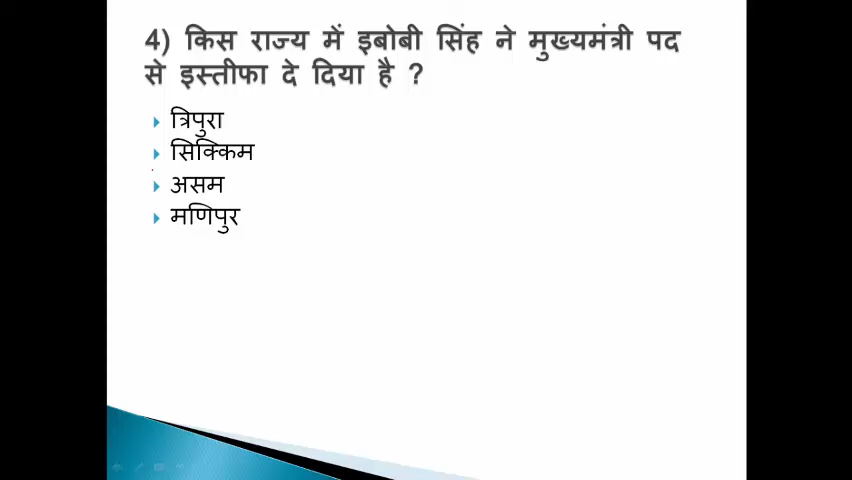 4) किस राज्य में इबोबी सिंह ने मुख्यमंत्री पद
से इस्तीफा दे दिया है ?
त्रिपुरा
सिक्किम
असम
मणिपुर